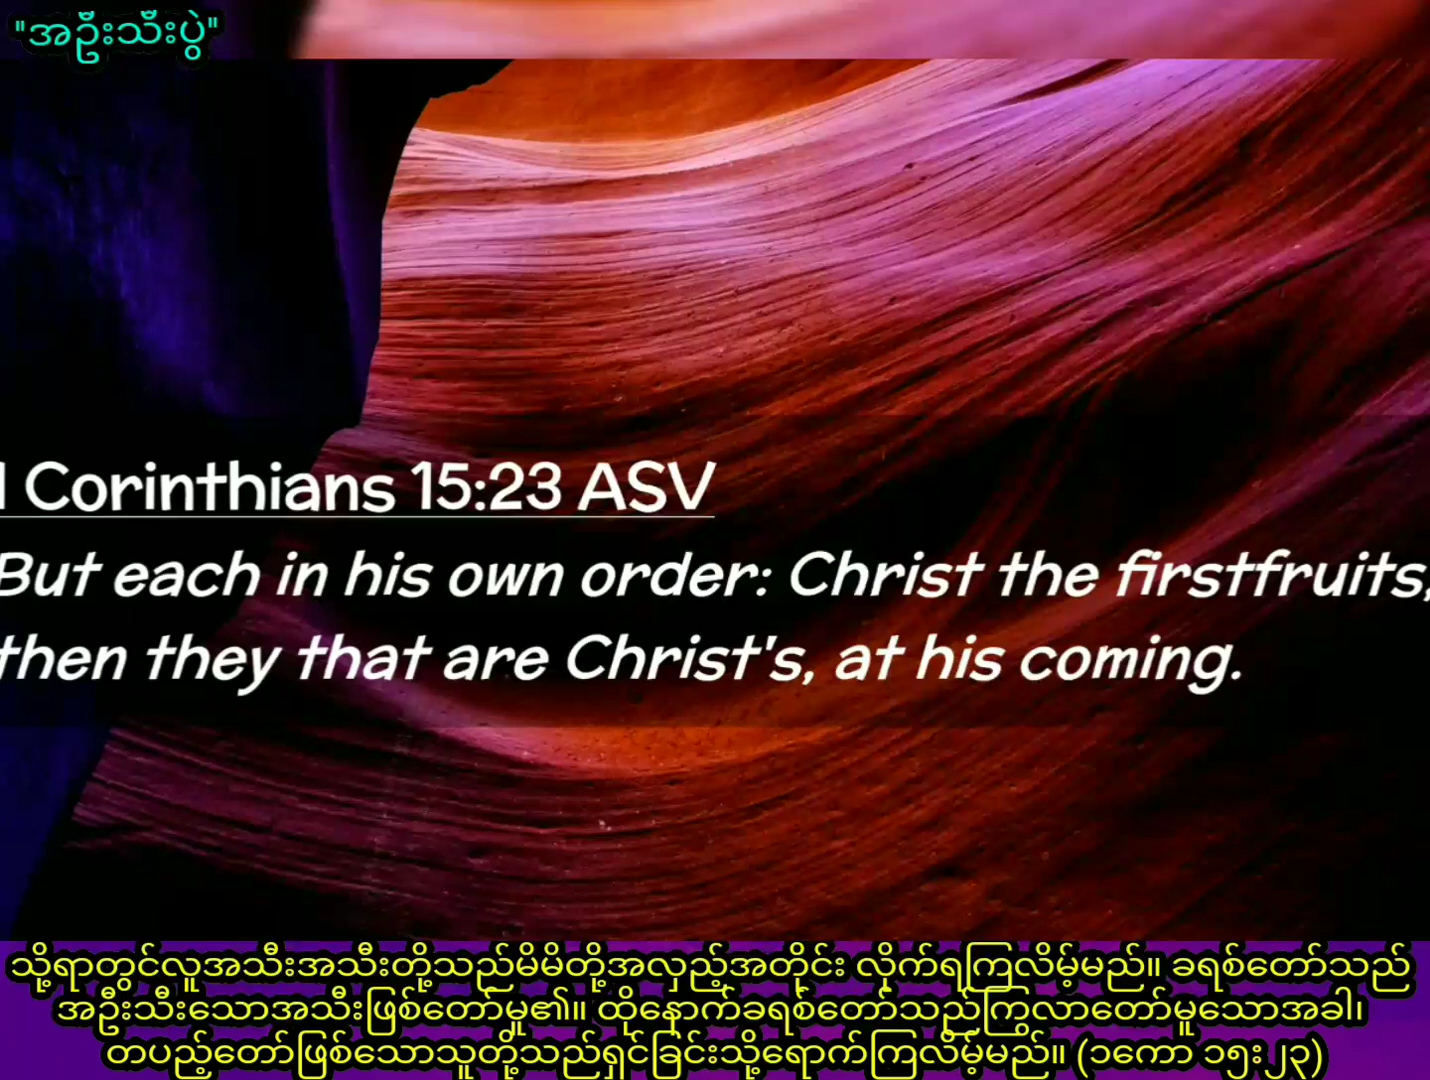 "အဦးသီးပွဲ"
I Corinthians 15:23 ASV
But each in his own order: Christ the firstfruits,
then they that are Christ's, at his coming.
သို့ရာတွင်လူအသီးအသီးတို့သည်မိမိတို့အလှည့်အတိုင်း လိုက်ရကြလိမ့်မည်။ ခရစ်တော်သည်
အဦးသီးသောအသီးဖြစ်တော်မူ၏။ ထိုနောက်ခရစ်တော်သည်ကြွလာတော်မူသောအခါ၊
တပည့်တော်ဖြစ်သောသူတို့သည်ရှင်ခြင်းသို့ရောက်ကြလိမ့်မည်။ (၁ကော ၁၅း၂၃)